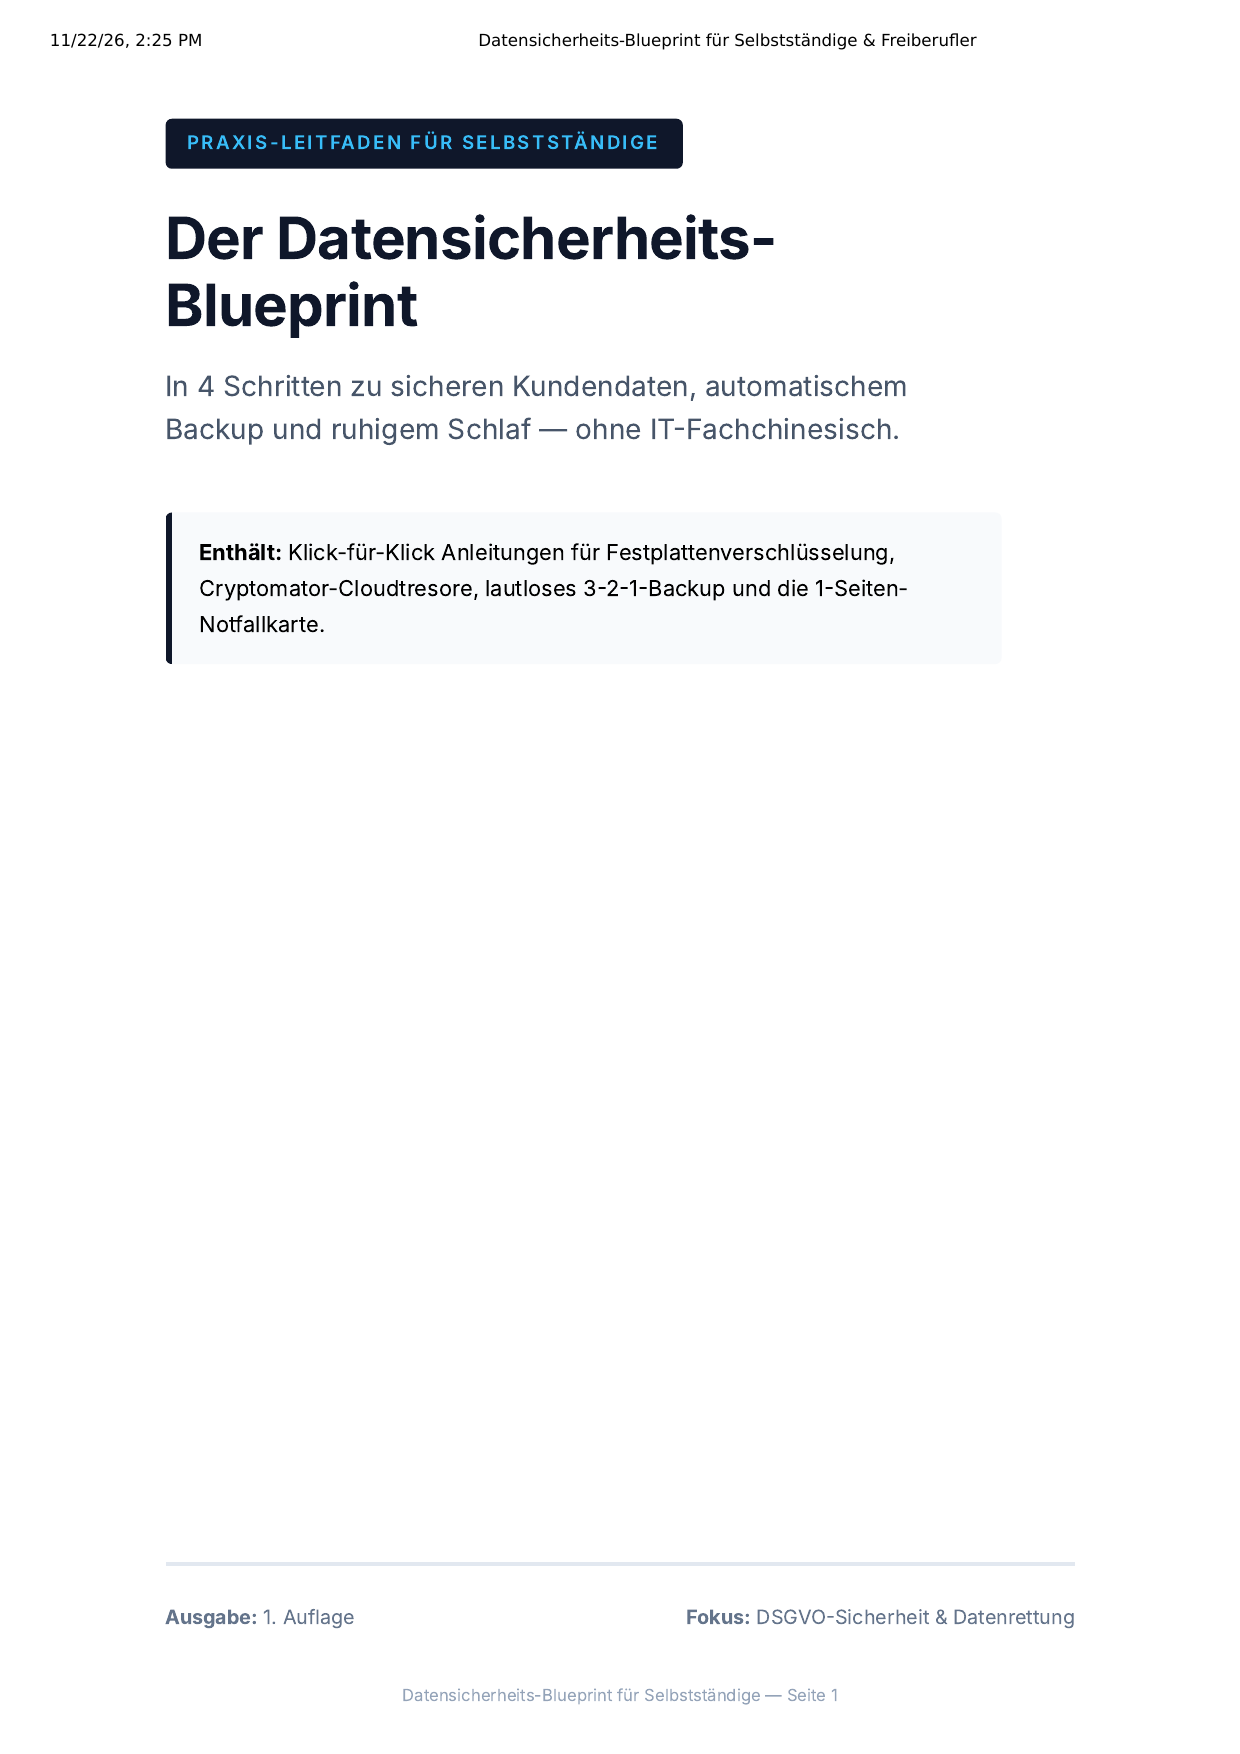 11/22/26, 2:25 PM
Datensicherheits-Blueprint für Selbstständige & Freiberufler
PRAXIS-LEITFADEN FÜR SELBSTSTÄNDIGE
Der Datensicherheits-
Blueprint
In 4 Schritten zu sicheren Kundendaten, automatischem
Backup und ruhigem Schlaf — ohne IT-Fachchinesisch.
Enthält: Klick-für-Klick Anleitungen für Festplattenverschlüsselung,
Cryptomator-Cloudtresore, lautloses 3-2-1-Backup und die 1-Seiten-
Notfallkarte.
Ausgabe: 1. Auflage
Fokus: DSGVO-Sicherheit & Datenrettung
Datensicherheits-Blueprint für Selbstständige — Seite 1